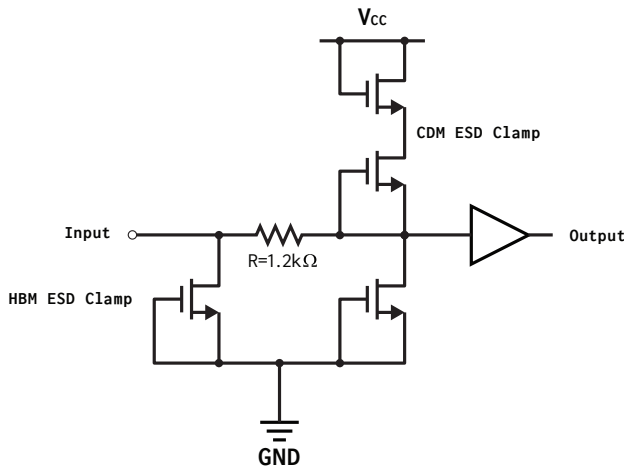 Vcc
CDM ESD Clamp
Input
R=1.2kΩ
Output
HBM ESD Clamp
GND